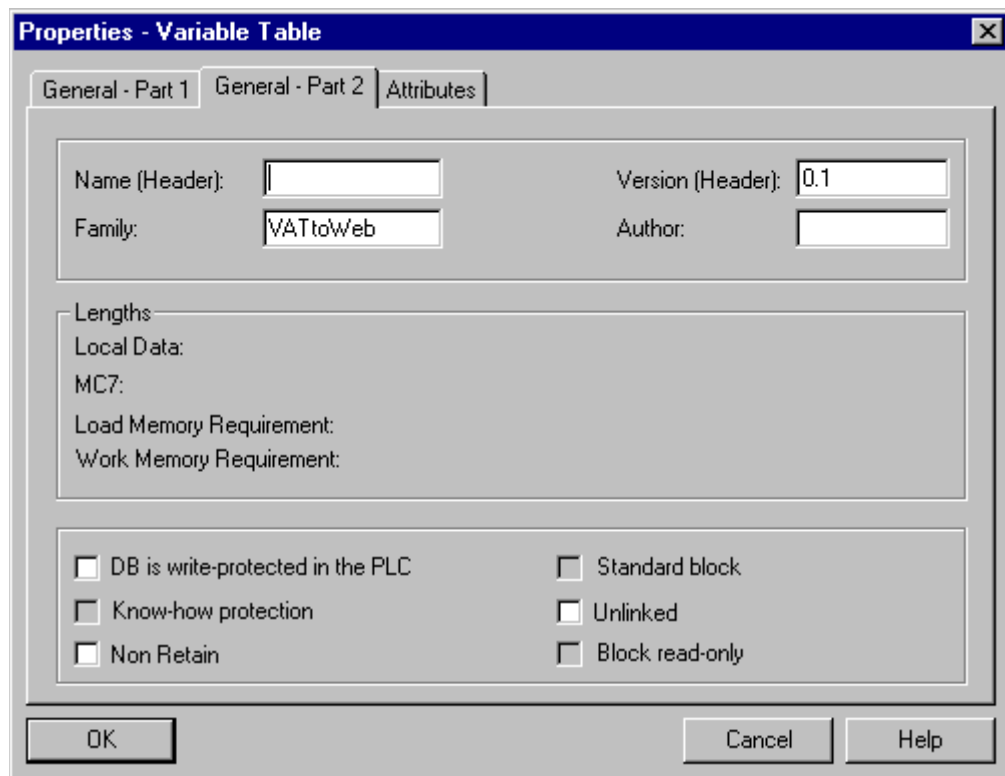 Properties - Variable Table
General - Part 1 General - Part 2 Attributes
Name (Header): Version (Header): 0.1
Family: VATtoWeb Author:
Lengths
Local Data:
MC7:
Load Memory Requirement:
Work Memory Requirement:
DB is write-protected in the PLC Standard block
Know-how protection Unlinked
Non Retain Block read-only
OK Cancel Help